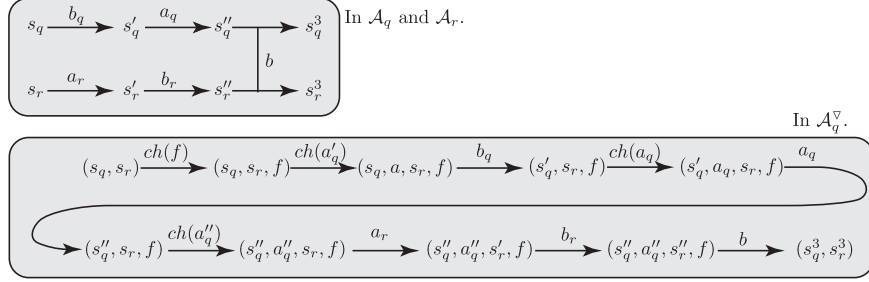 s_q b_q s'_q a_q s''_q s^3_q In 𝒜_q and 𝒜_r.
b
s_r a_r s'_r b_r s''_r s^3_r
In 𝒜_q^▽.
(s_q, s_r) ch(f) (s_q, s_r, f) ch(a'_q) (s_q, a, s_r, f) b_q (s'_q, s_r, f) ch(a_q) (s'_q, a_q, s_r, f) a_q
(s''_q, s_r, f) ch(a''_q) (s''_q, a''_q, s_r, f) a_r (s''_q, a''_q, s'_r, f) b_r (s''_q, a''_q, s''_r, f) b (s^3_q, s^3_r)